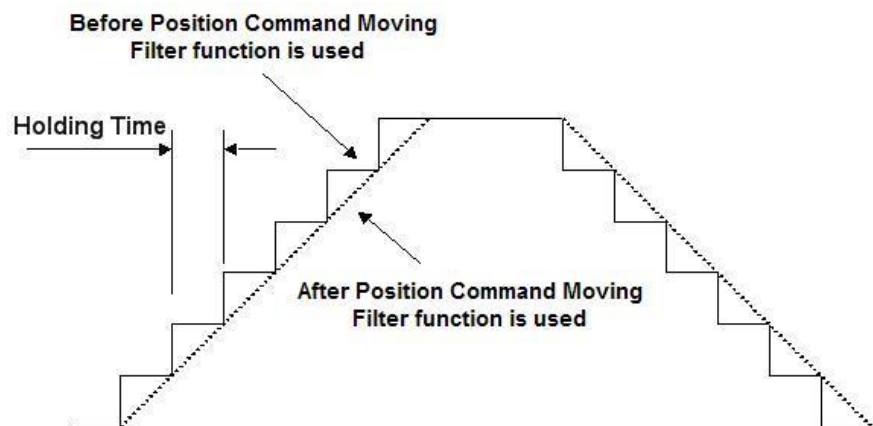 Before Position Command Moving
Filter function is used
Holding Time
After Position Command Moving
Filter function is used